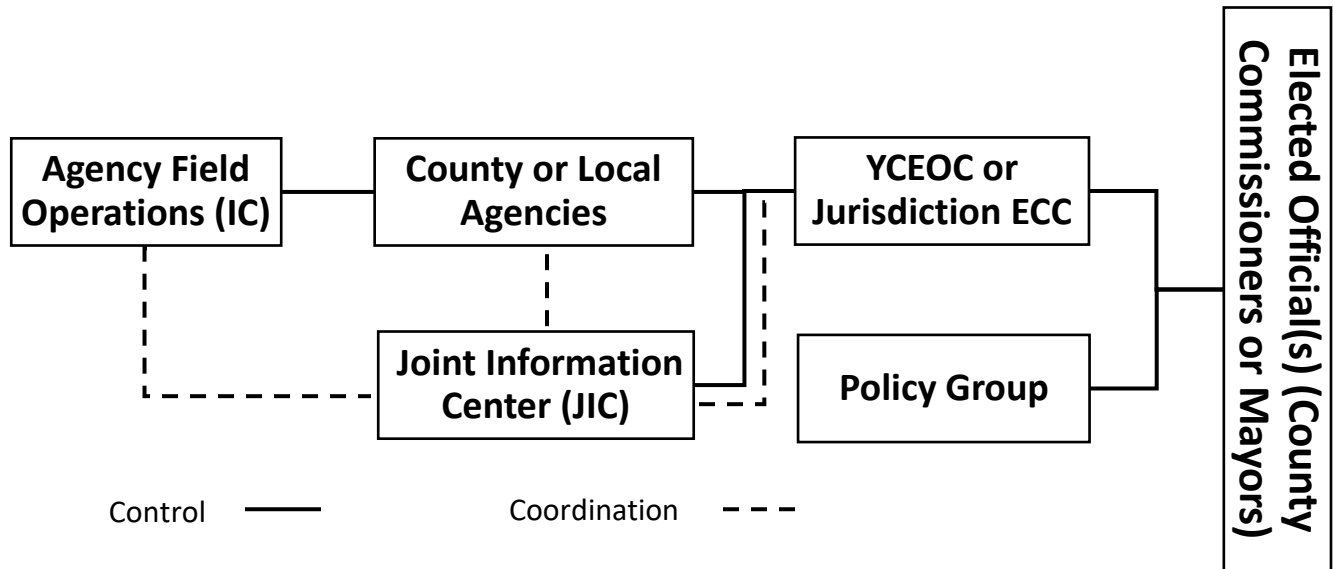 Agency Field
Operations (IC)
County or Local
Agencies
YCEOC or
Jurisdiction ECC
Joint Information
Center (JIC)
Policy Group
Elected Official(s) (County
Commissioners or Mayors)
Control
Coordination